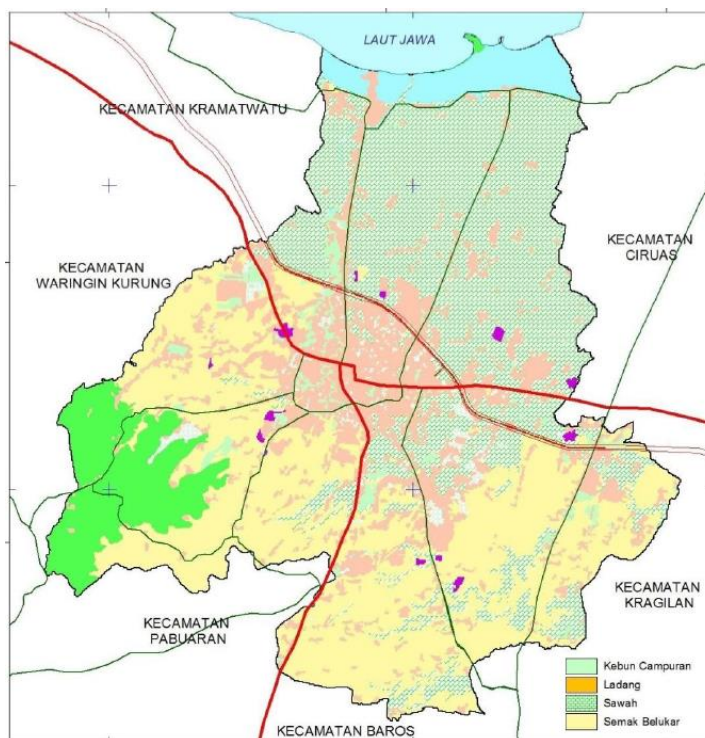 LAUT JAWA
KECAMATAN KRAMATWATU
KECAMATAN
CIRUAS
KECAMATAN
WARINGIN KURUNG
KECAMATAN
KRAGILAN
KECAMATAN
PABUARAN
KECAMATAN BAROS
Kebun Campuran
Ladang
Sawah
Semak Belukar